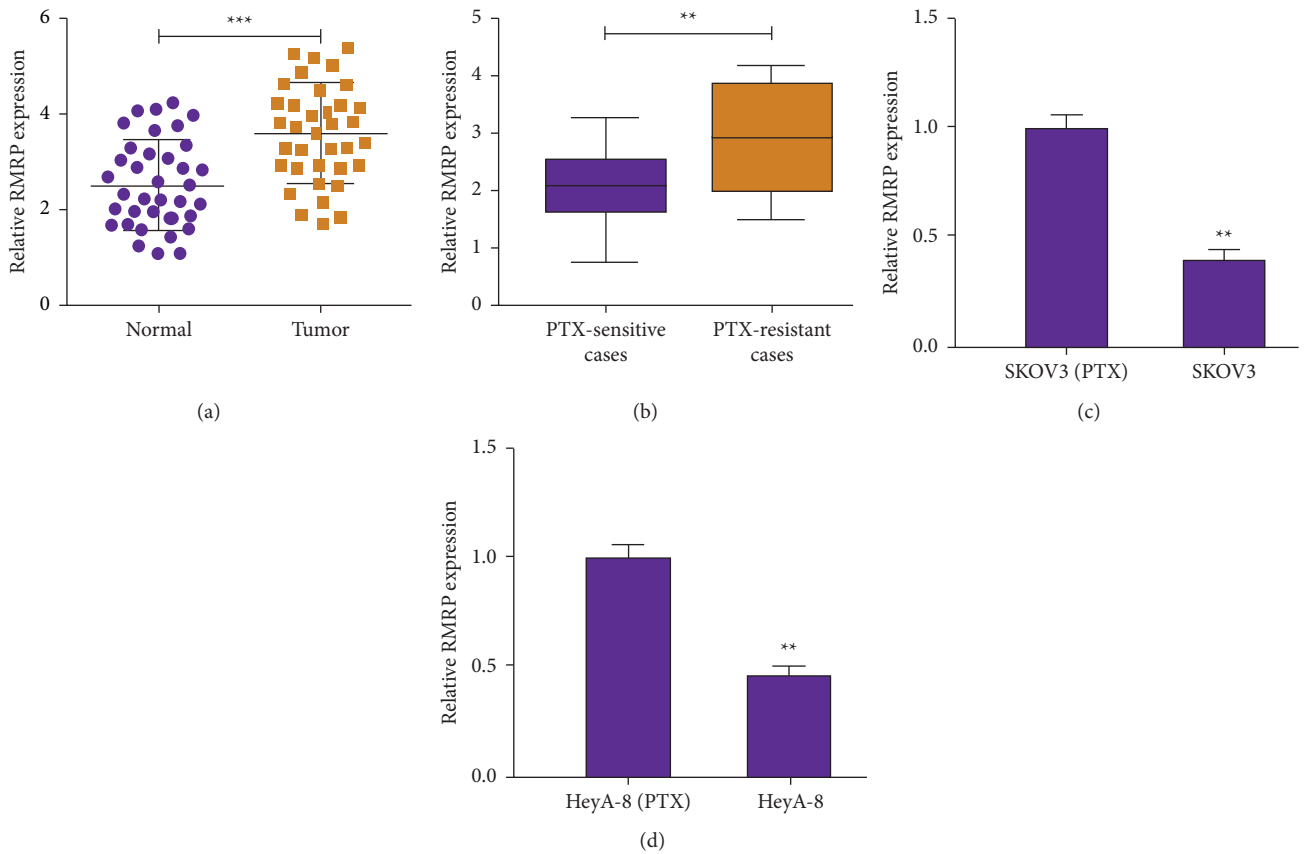 Relative RMRP expression
6
4
2
0
***
Normal
Tumor
(a)
Relative RMRP expression
5
4
3
2
1
0
**
PTX-sensitive
cases
PTX-resistant
cases
(b)
Relative RMRP expression
1.5
1.0
0.5
0.0
**
SKOV3 (PTX)
SKOV3
(c)
Relative RMRP expression
1.5
1.0
0.5
0.0
**
HeyA-8 (PTX)
HeyA-8
(d)